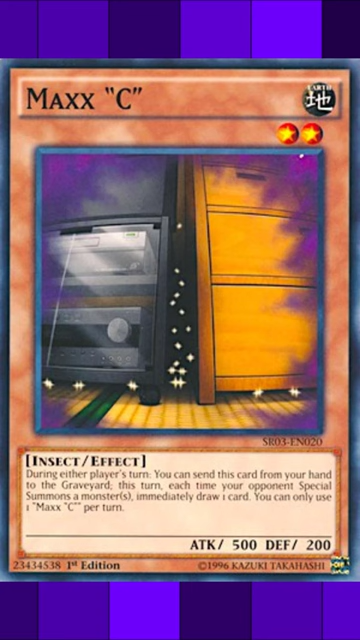 Maxx "C"
EARTH
地
SR03-EN020
[Insect/Effect]
During either player's turn: You can send this card from your hand
to the Graveyard; this turn, each time your opponent Special
Summons a monster(s), immediately draw 1 card. You can only use
1 "Maxx "C"" per turn.
ATK/ 500 DEF/ 200
23434538 1st Edition ©1996 KAZUKI TAKAHASHI